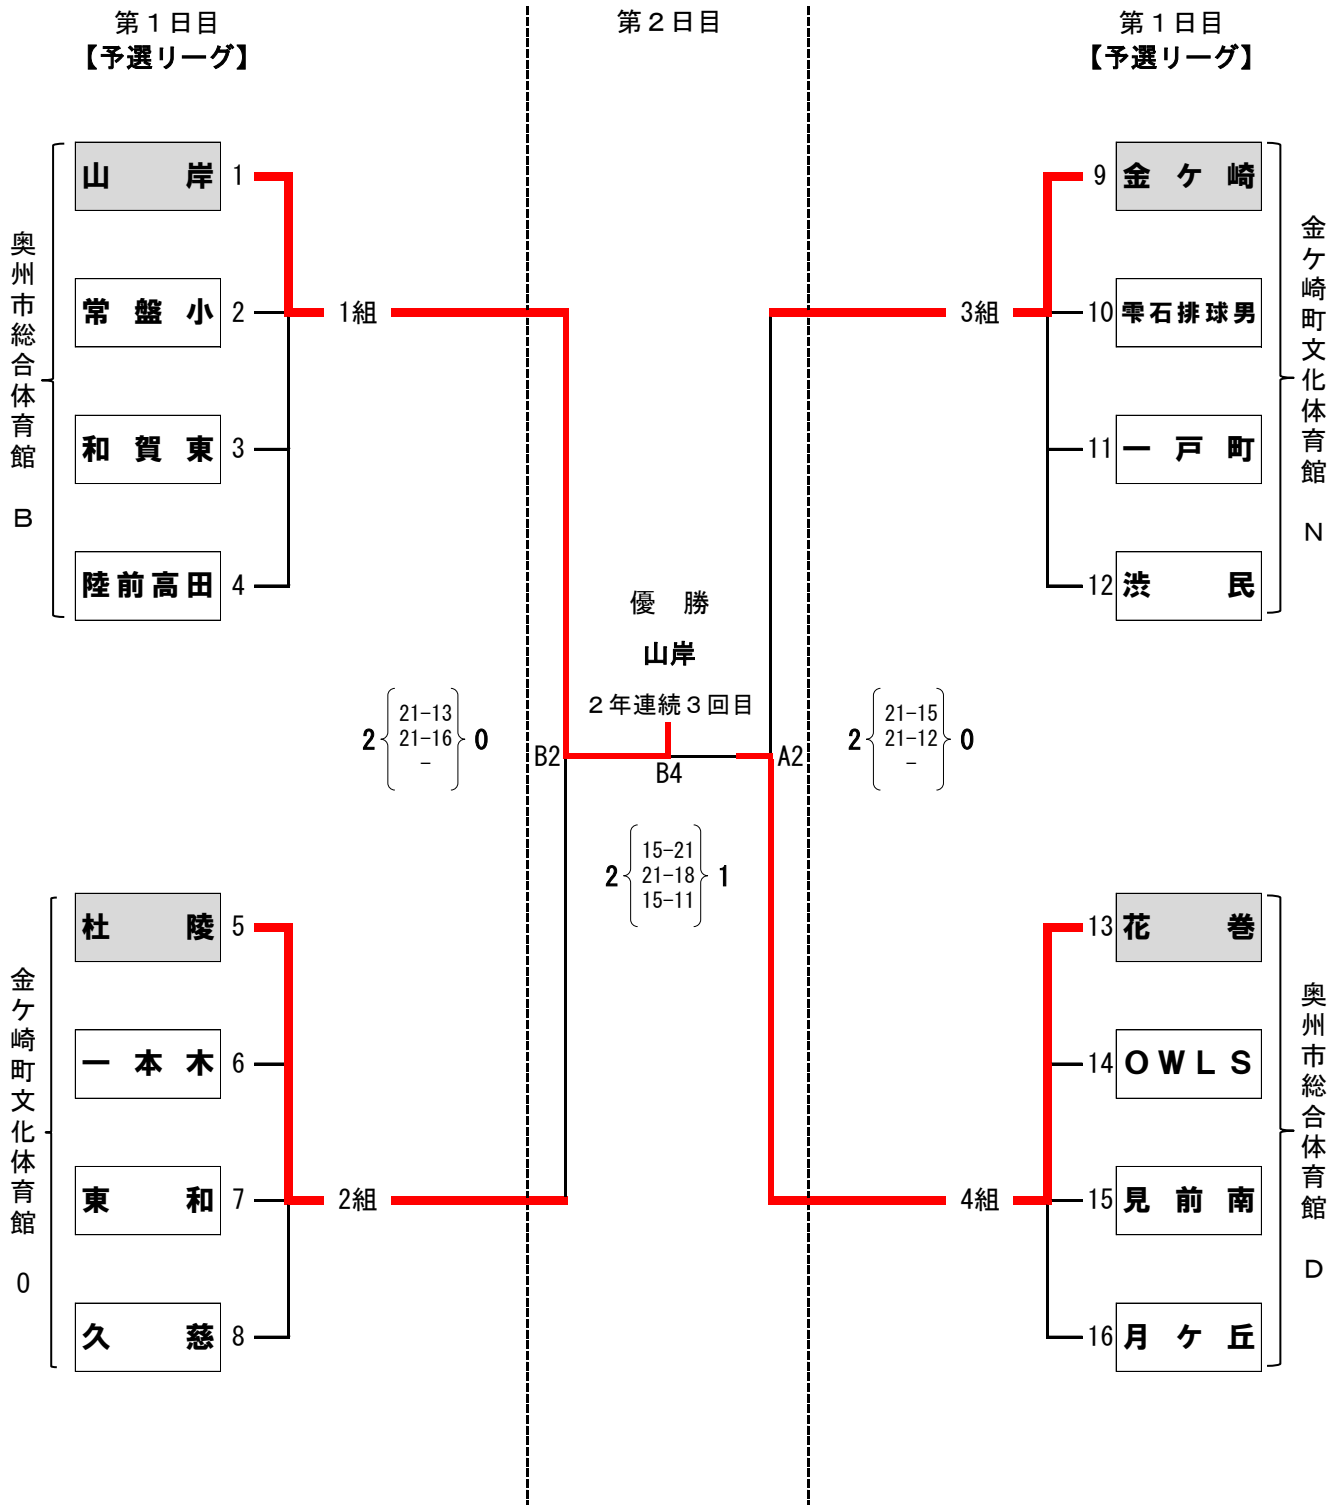 第１日目
【予選リーグ】
第２日目
第１日目
【予選リーグ】
奥州市総合体育館　Ｂ
山岸 1
常盤小 2
和賀東 3
陸前高田 4
1組
金ケ崎町文化体育館　0
杜陵 5
一本木 6
東和 7
久慈 8
2組
2 21-13 0
21-16
-
B2
優　勝
山岸
２年連続３回目
B4
2 15-21 1
21-18
15-11
A2
2 21-15 0
21-12
-
3組
9 金ケ崎
10 雫石排球男
11 一戸町
12 渋民
金ケ崎町文化体育館　Ｎ
4組
13 花巻
14 ＯＷＬＳ
15 見前南
16 月ケ丘
奥州市総合体育館　Ｄ